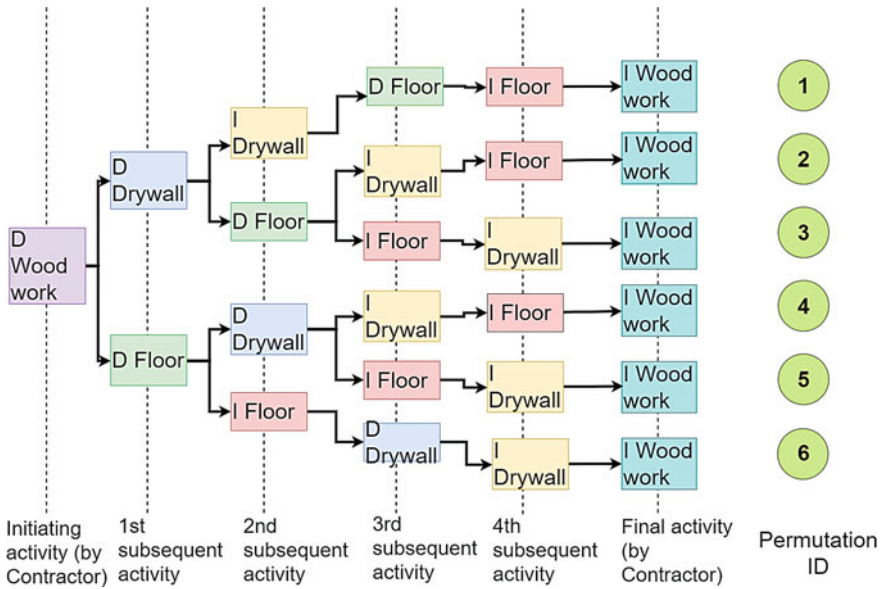 D Floor
I Floor
I Wood
work
1
I
Drywall
D
Drywall
I
Drywall
I Floor
I Wood
work
2
D Floor
I Floor
I
Drywall
I Wood
work
3
D
Wood
work
D
Drywall
I
Drywall
I Floor
I Wood
work
4
D Floor
I Floor
I
Drywall
I Wood
work
5
I Floor
D
Drywall
I
Drywall
I Wood
work
6
Initiating
activity (by
Contractor)
1st
subsequent
activity
2nd
subsequent
activity
3rd
subsequent
activity
4th
subsequent
activity
Final activity
(by
Contractor)
Permutation
ID